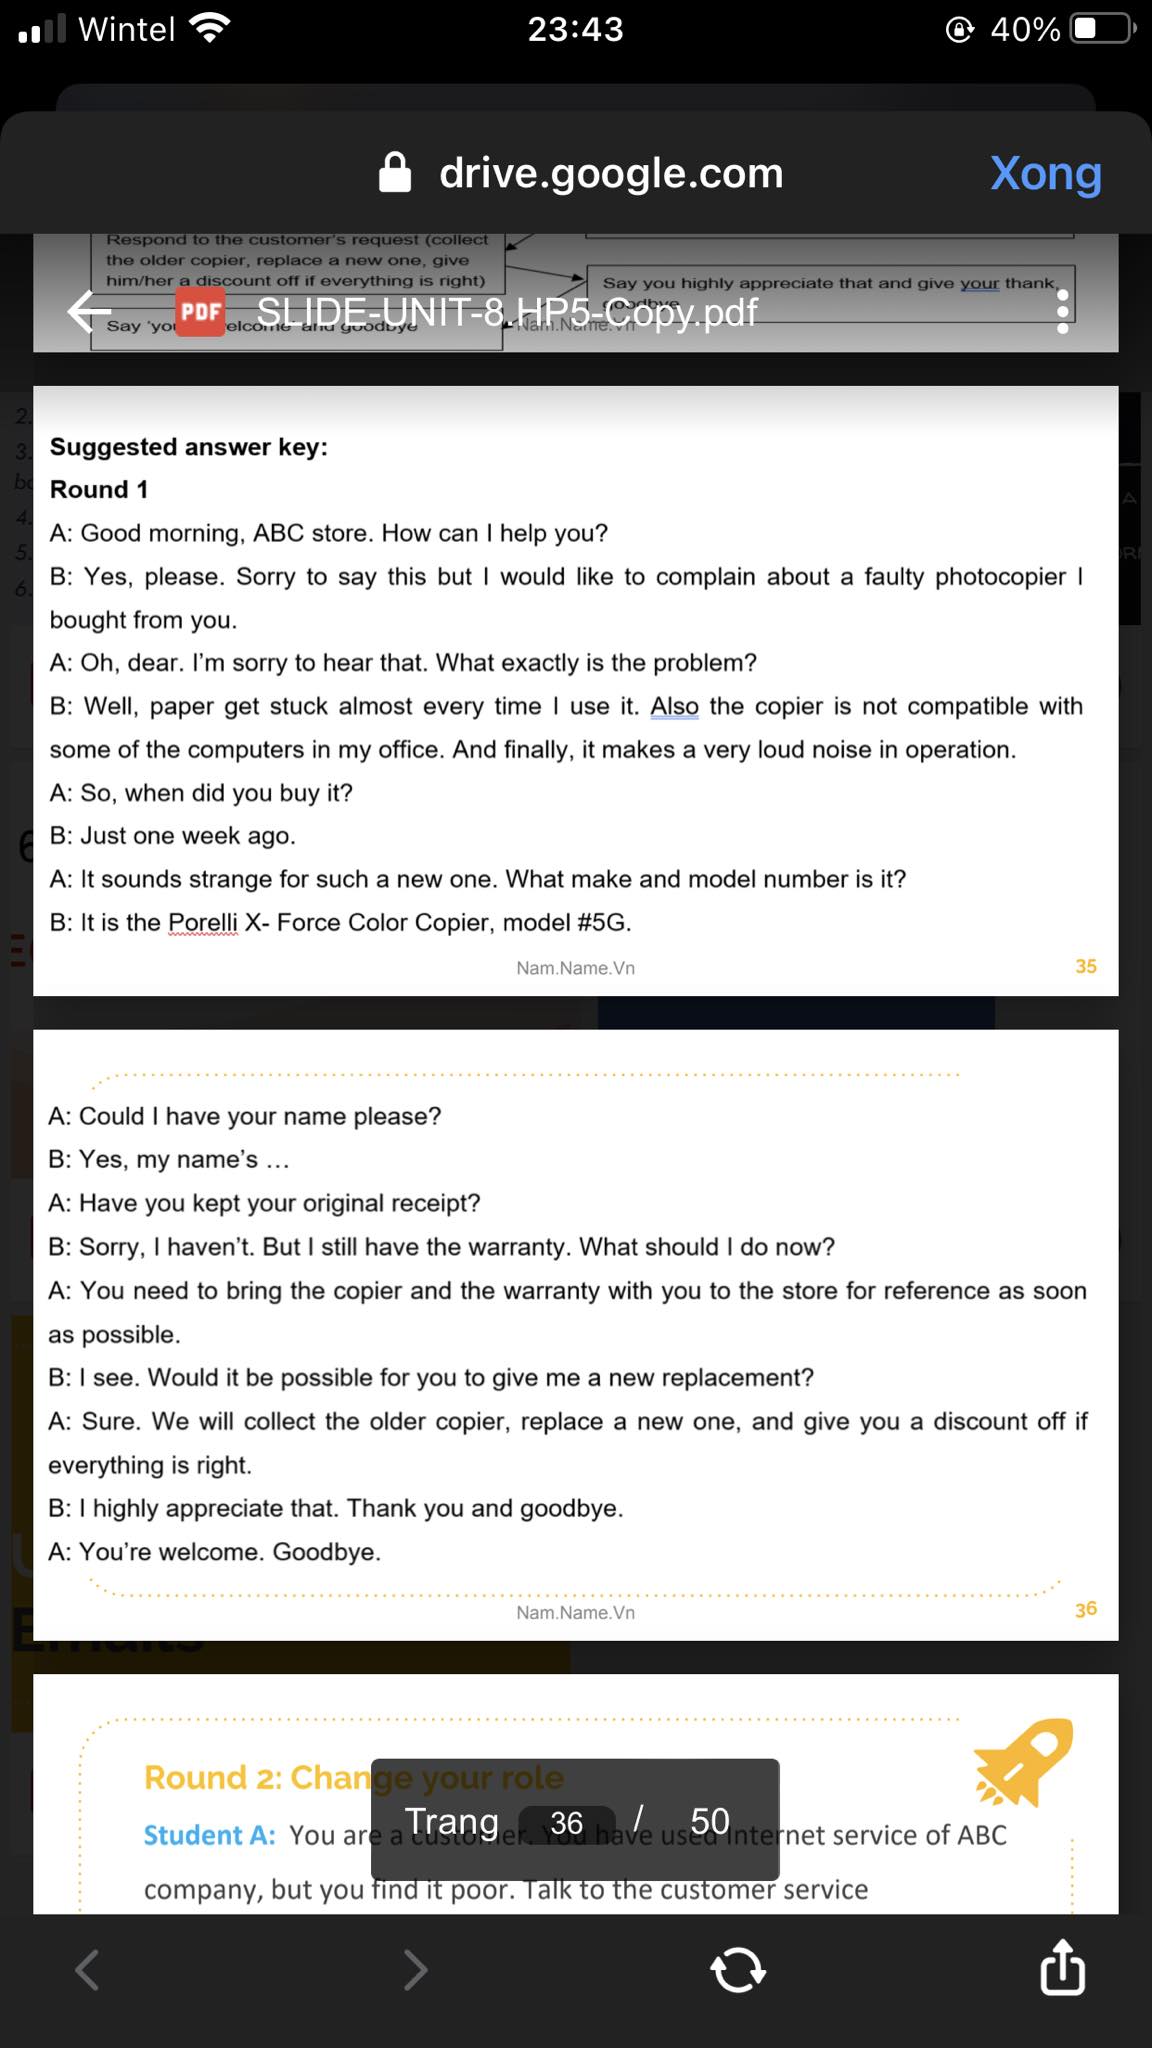 Wintel
23:43
40%
drive.google.com
Xong
Respond to the customer's request (collect
the older copier, replace a new one, give
him/her a discount off if everything is right)
Say you highly appreciate that and give your thank,
goodbye
PDF
SLIDE-UNIT-8.HP5-Copy.pdf
Say 'you welcome' and goodbye
Nam.Name.Vn
Suggested answer key:
Round 1
A: Good morning, ABC store. How can I help you?
B: Yes, please. Sorry to say this but I would like to complain about a faulty photocopier I
bought from you.
A: Oh, dear. I'm sorry to hear that. What exactly is the problem?
B: Well, paper get stuck almost every time I use it. Also the copier is not compatible with
some of the computers in my office. And finally, it makes a very loud noise in operation.
A: So, when did you buy it?
B: Just one week ago.
A: It sounds strange for such a new one. What make and model number is it?
B: It is the Porelli X- Force Color Copier, model #5G.
Nam.Name.Vn
35
A: Could I have your name please?
B: Yes, my name's ...
A: Have you kept your original receipt?
B: Sorry, I haven't. But I still have the warranty. What should I do now?
A: You need to bring the copier and the warranty with you to the store for reference as soon
as possible.
B: I see. Would it be possible for you to give me a new replacement?
A: Sure. We will collect the older copier, replace a new one, and give you a discount off if
everything is right.
B: I highly appreciate that. Thank you and goodbye.
A: You're welcome. Goodbye.
Nam.Name.Vn
36
Round 2: Change your role
Student A: You are a customer. You have used Internet service of ABC
company, but you find it poor. Talk to the customer service
Trang 36 / 50